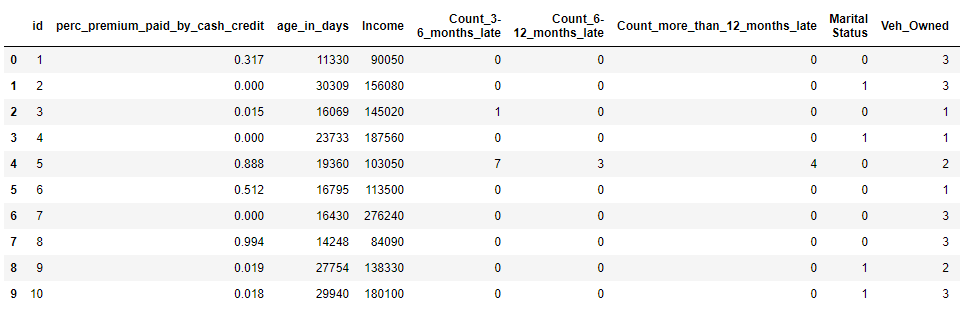 id perc_premium_paid_by_cash_credit age_in_days Income Count_3-6_months_late Count_6-12_months_late Count_more_than_12_months_late Marital Status Veh_Owned
0 1 0.317 11330 90050 0 0 0 0 3
1 2 0.000 30309 156080 0 0 0 1 3
2 3 0.015 16069 145020 1 0 0 0 1
3 4 0.000 23733 187560 0 0 0 1 1
4 5 0.888 19360 103050 7 3 4 0 2
5 6 0.512 16795 113500 0 0 0 0 1
6 7 0.000 16430 276240 0 0 0 0 3
7 8 0.994 14248 84090 0 0 0 0 3
8 9 0.019 27754 138330 0 0 0 1 2
9 10 0.018 29940 180100 0 0 0 1 3